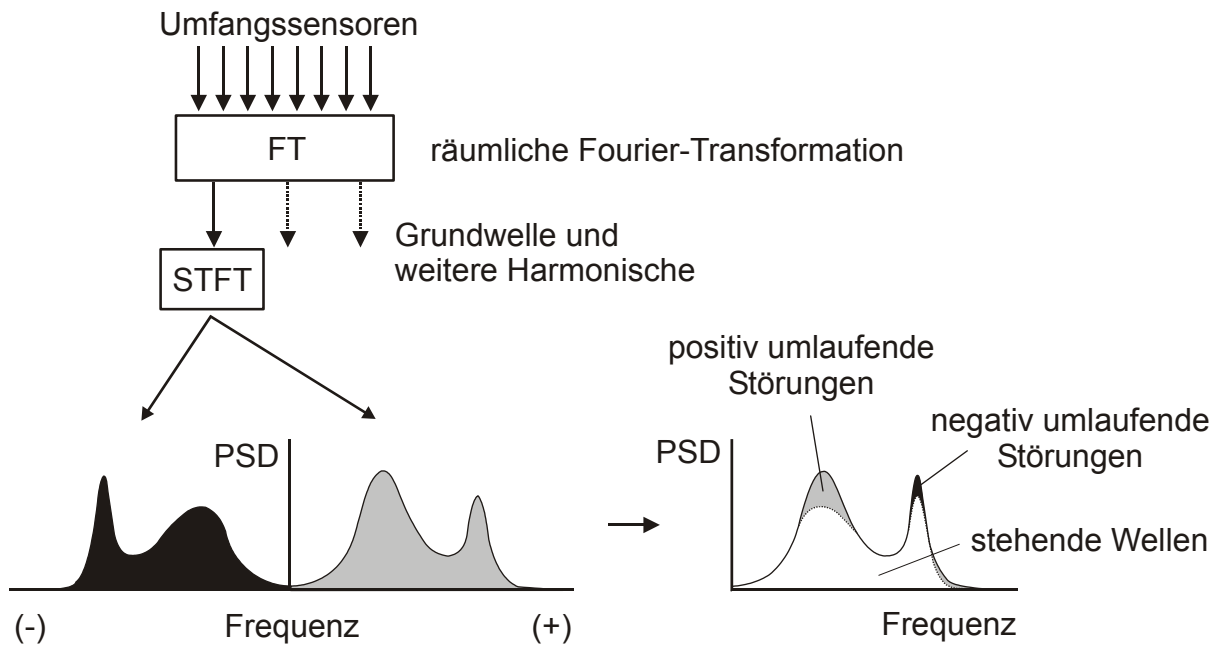 Umfangssensoren
FT
räumliche Fourier-Transformation
Grundwelle und
weitere Harmonische
STFT
positiv umlaufende
Störungen
negativ umlaufende
Störungen
PSD
PSD
stehende Wellen
(-)
Frequenz
(+)
Frequenz